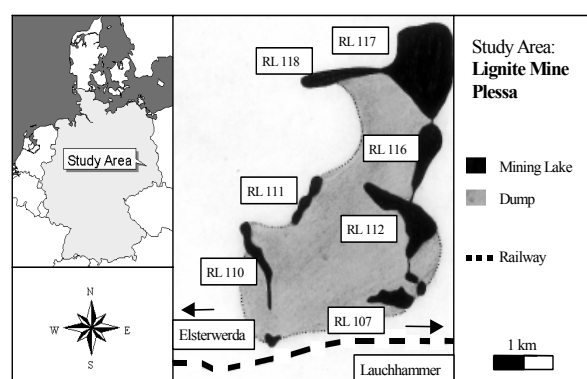 Study Area
N
W E
S
RL 117
RL 118
RL 116
RL 111
RL 112
RL 110
RL 107
Elsterwerda
Lauchhammer
Study Area:
Lignite Mine
Plessa
Mining Lake
Dump
Railway
1 km